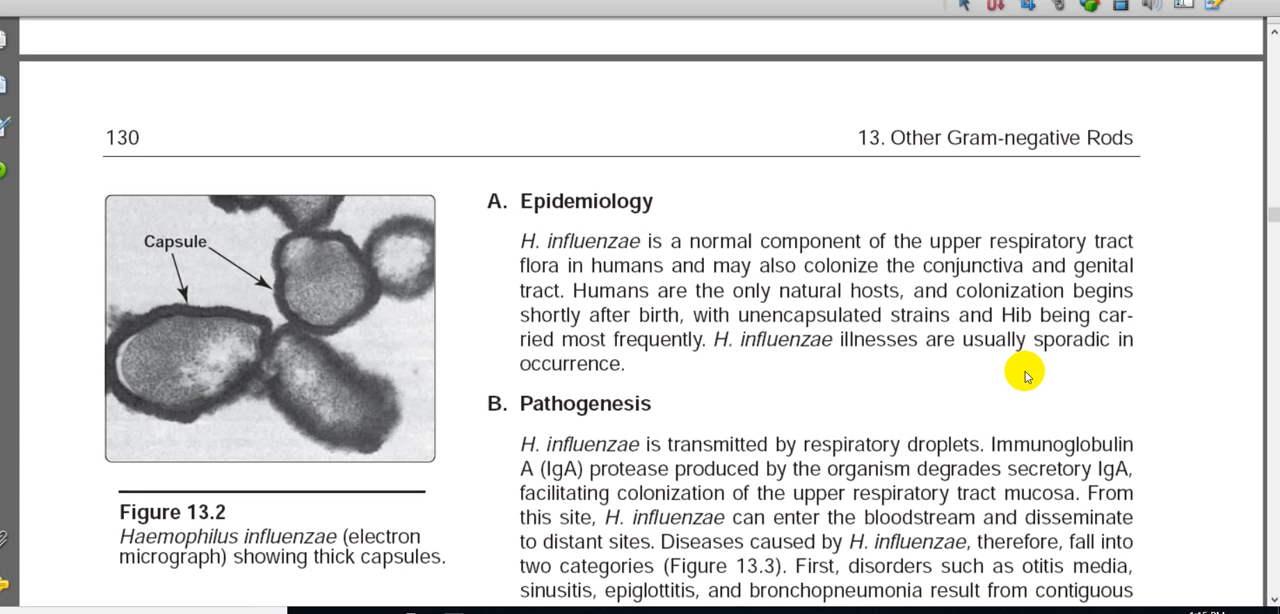 130
13. Other Gram-negative Rods
Capsule
Figure 13.2
Haemophilus influenzae (electron
micrograph) showing thick capsules.
A. Epidemiology
H. influenzae is a normal component of the upper respiratory tract
flora in humans and may also colonize the conjunctiva and genital
tract. Humans are the only natural hosts, and colonization begins
shortly after birth, with unencapsulated strains and Hib being car-
ried most frequently. H. influenzae illnesses are usually sporadic in
occurrence.
B. Pathogenesis
H. influenzae is transmitted by respiratory droplets. Immunoglobulin
A (IgA) protease produced by the organism degrades secretory IgA,
facilitating colonization of the upper respiratory tract mucosa. From
this site, H. influenzae can enter the bloodstream and disseminate
to distant sites. Diseases caused by H. influenzae, therefore, fall into
two categories (Figure 13.3). First, disorders such as otitis media,
sinusitis, epiglottitis, and bronchopneumonia result from contiguous